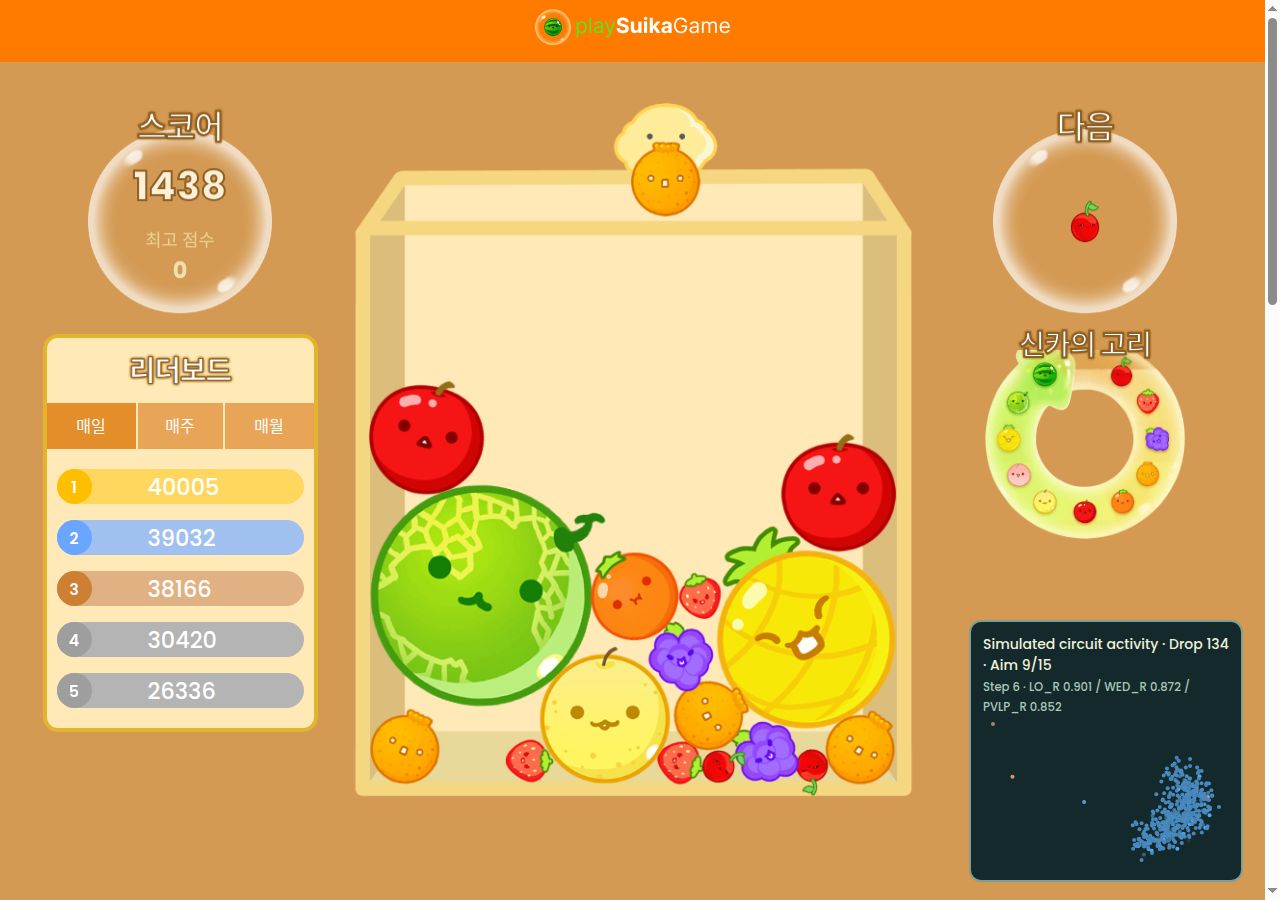 playSuikaGame
스코어
1438
최고 점수
0
리더보드
매일 매주 매월
1 40005
2 39032
3 38166
4 30420
5 26336
다음
신카의 고리
Simulated circuit activity · Drop 134
· Aim 9/15
Step 6 · LO_R 0.901 / WED_R 0.872 /
PVLP_R 0.852